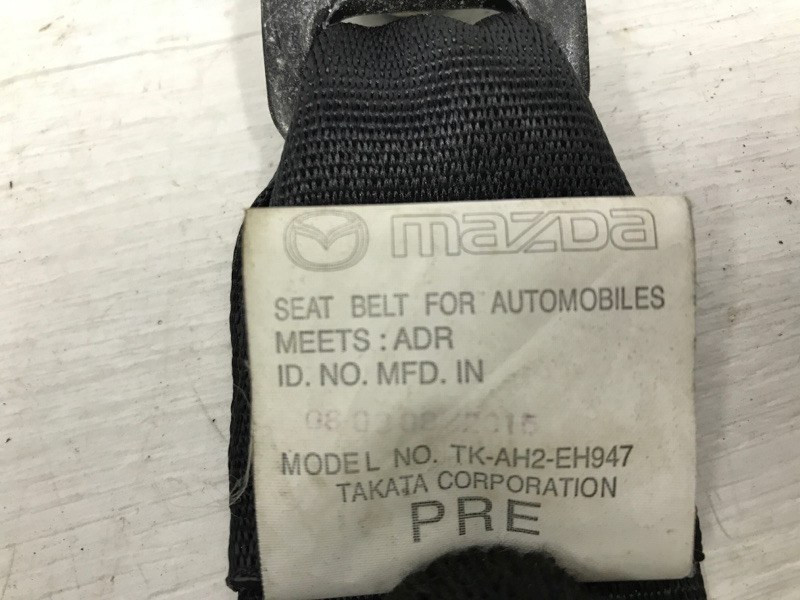 mazda
SEAT BELT FOR AUTOMOBILES
MEETS : ADR
ID. NO. MFD. IN
MODEL NO. TK-AH2-EH947
TAKATA CORPORATION
PRE